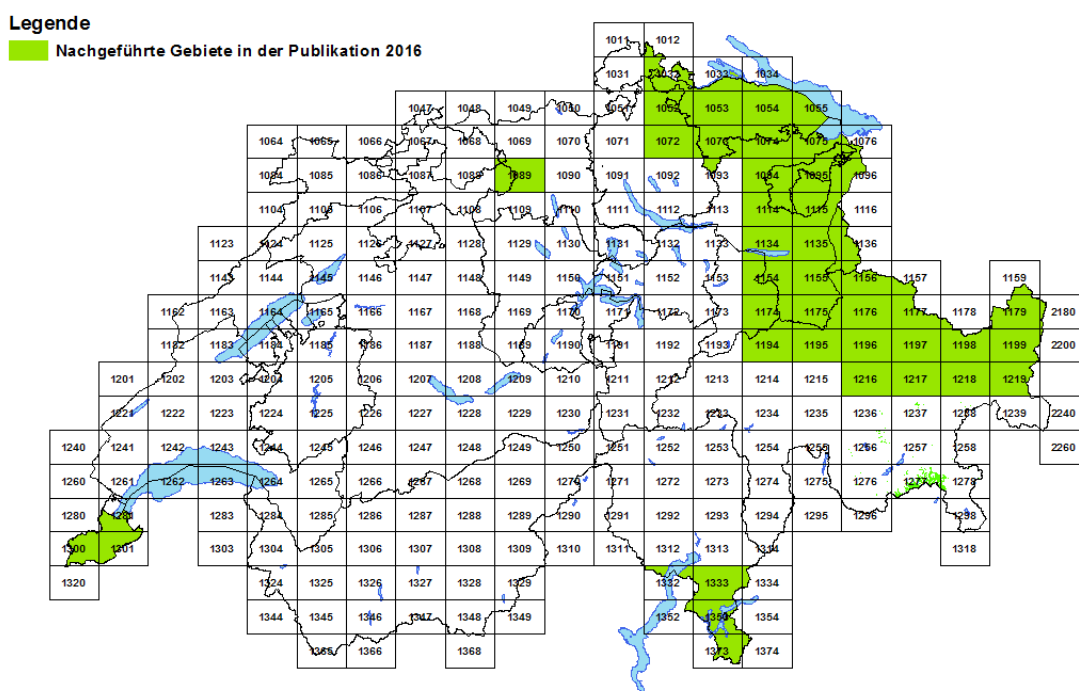 Legende
Nachgeführte Gebiete in der Publikation 2016
1011 1012
1031 1032 1033 1034
1047 1048 1049 1050 1051 1052 1053 1054 1055
1064 1065 1066 1067 1068 1069 1070 1071 1072 1073 1074 1075 1076
1084 1085 1086 1087 1088 1089 1090 1091 1092 1093 1094 1095 1096
1104 1105 1106 1107 1108 1109 1110 1111 1112 1113 1114 1115 1116
1123 1124 1125 1126 1127 1128 1129 1130 1131 1132 1133 1134 1135 1136
1143 1144 1145 1146 1147 1148 1149 1150 1151 1152 1153 1154 1155 1156 1157 1159
1162 1163 1164 1165 1166 1167 1168 1169 1170 1171 1172 1173 1174 1175 1176 1177 1178 1179 2180
1182 1183 1184 1185 1186 1187 1188 1189 1190 1191 1192 1193 1194 1195 1196 1197 1198 1199 2200
1201 1202 1203 1204 1205 1206 1207 1208 1209 1210 1211 1212 1213 1214 1215 1216 1217 1218 1219
1221 1222 1223 1224 1225 1226 1227 1228 1229 1230 1231 1232 1233 1234 1235 1236 1237 1238 1239 2240
1240 1241 1242 1243 1244 1245 1246 1247 1248 1249 1250 1251 1252 1253 1254 1255 1256 1257 1258 2260
1260 1261 1262 1263 1264 1265 1266 1267 1268 1269 1270 1271 1272 1273 1274 1275 1276 1277 1278
1280 1281 1283 1284 1285 1286 1287 1288 1289 1290 1291 1292 1293 1294 1295 1296 1298
1300 1301 1303 1304 1305 1306 1307 1308 1309 1310 1311 1312 1313 1314 1318
1320 1324 1325 1326 1327 1328 1329 1332 1333 1334
1344 1345 1346 1347 1348 1349 1352 1353 1354
1365 1366 1368 1373 1374